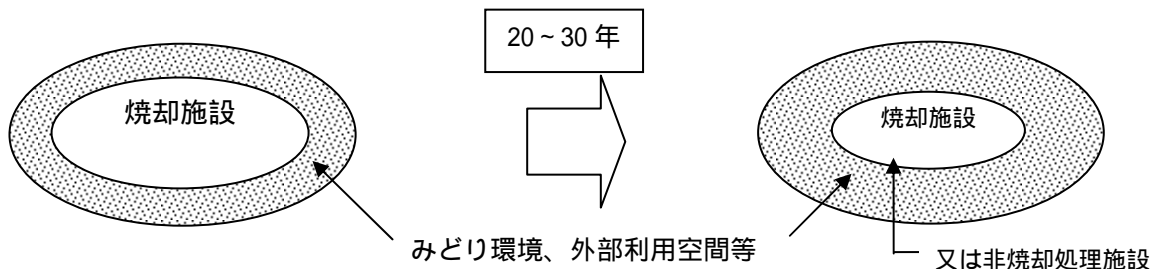 20~30 年
焼却施設
焼却施設
みどり環境、外部利用空間等
又は非焼却処理施設